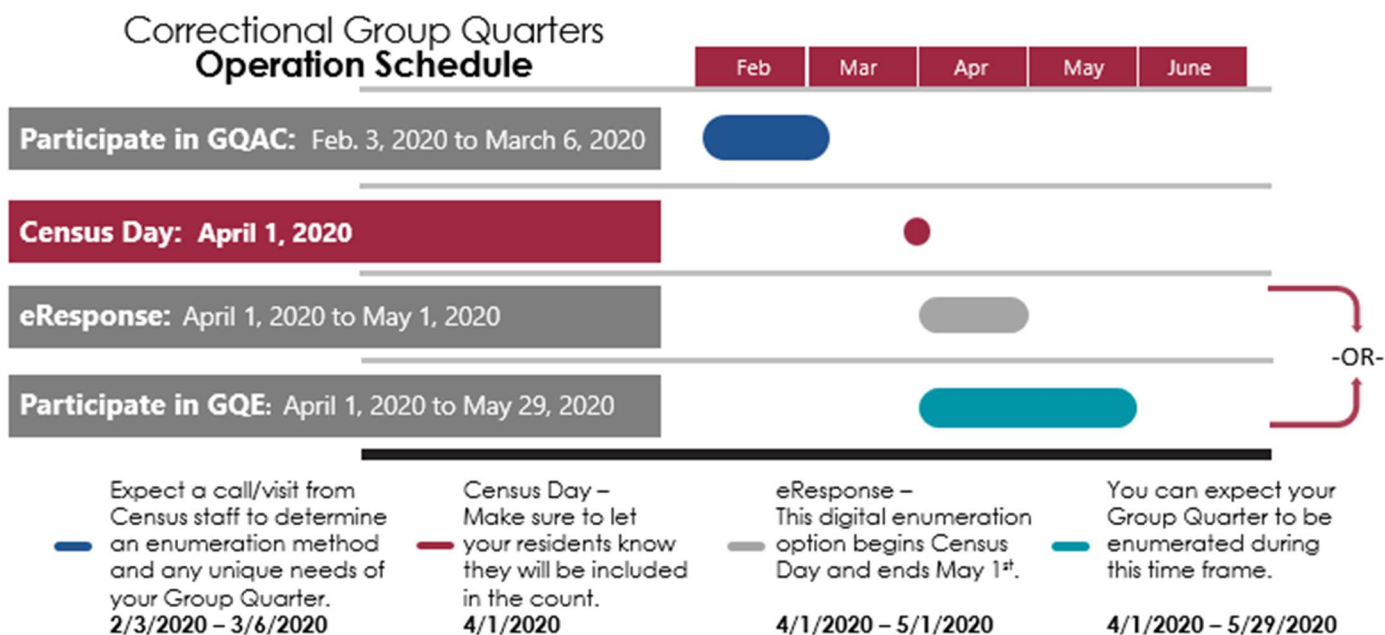 Correctional Group Quarters
Operation Schedule
Feb Mar Apr May June
Participate in GQAC: Feb. 3, 2020 to March 6, 2020
Census Day: April 1, 2020
eResponse: April 1, 2020 to May 1, 2020
-OR-
Participate in GQE: April 1, 2020 to May 29, 2020
Expect a call/visit from
Census staff to determine
an enumeration method
and any unique needs of
your Group Quarter.
2/3/2020 – 3/6/2020
Census Day –
Make sure to let
your residents know
they will be included
in the count.
4/1/2020
eResponse –
This digital enumeration
option begins Census
Day and ends May 1st.
4/1/2020 – 5/1/2020
You can expect your
Group Quarter to be
enumerated during
this time frame.
4/1/2020 – 5/29/2020